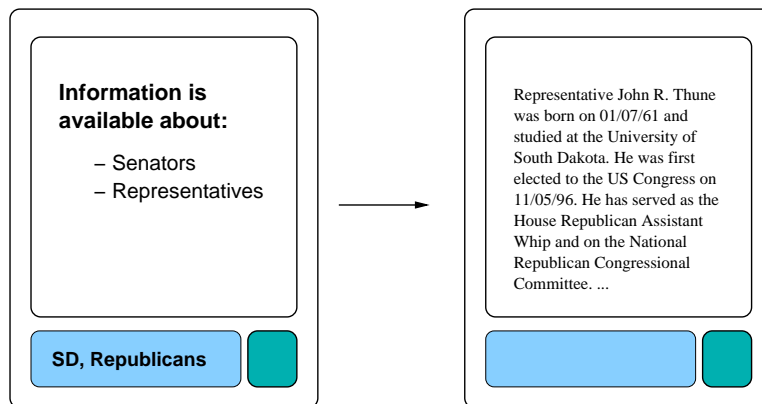 Information is
available about:
– Senators
– Representatives
SD, Republicans
Representative John R. Thune
was born on 01/07/61 and
studied at the University of
South Dakota. He was first
elected to the US Congress on
11/05/96. He has served as the
House Republican Assistant
Whip and on the National
Republican Congressional
Committee. ...